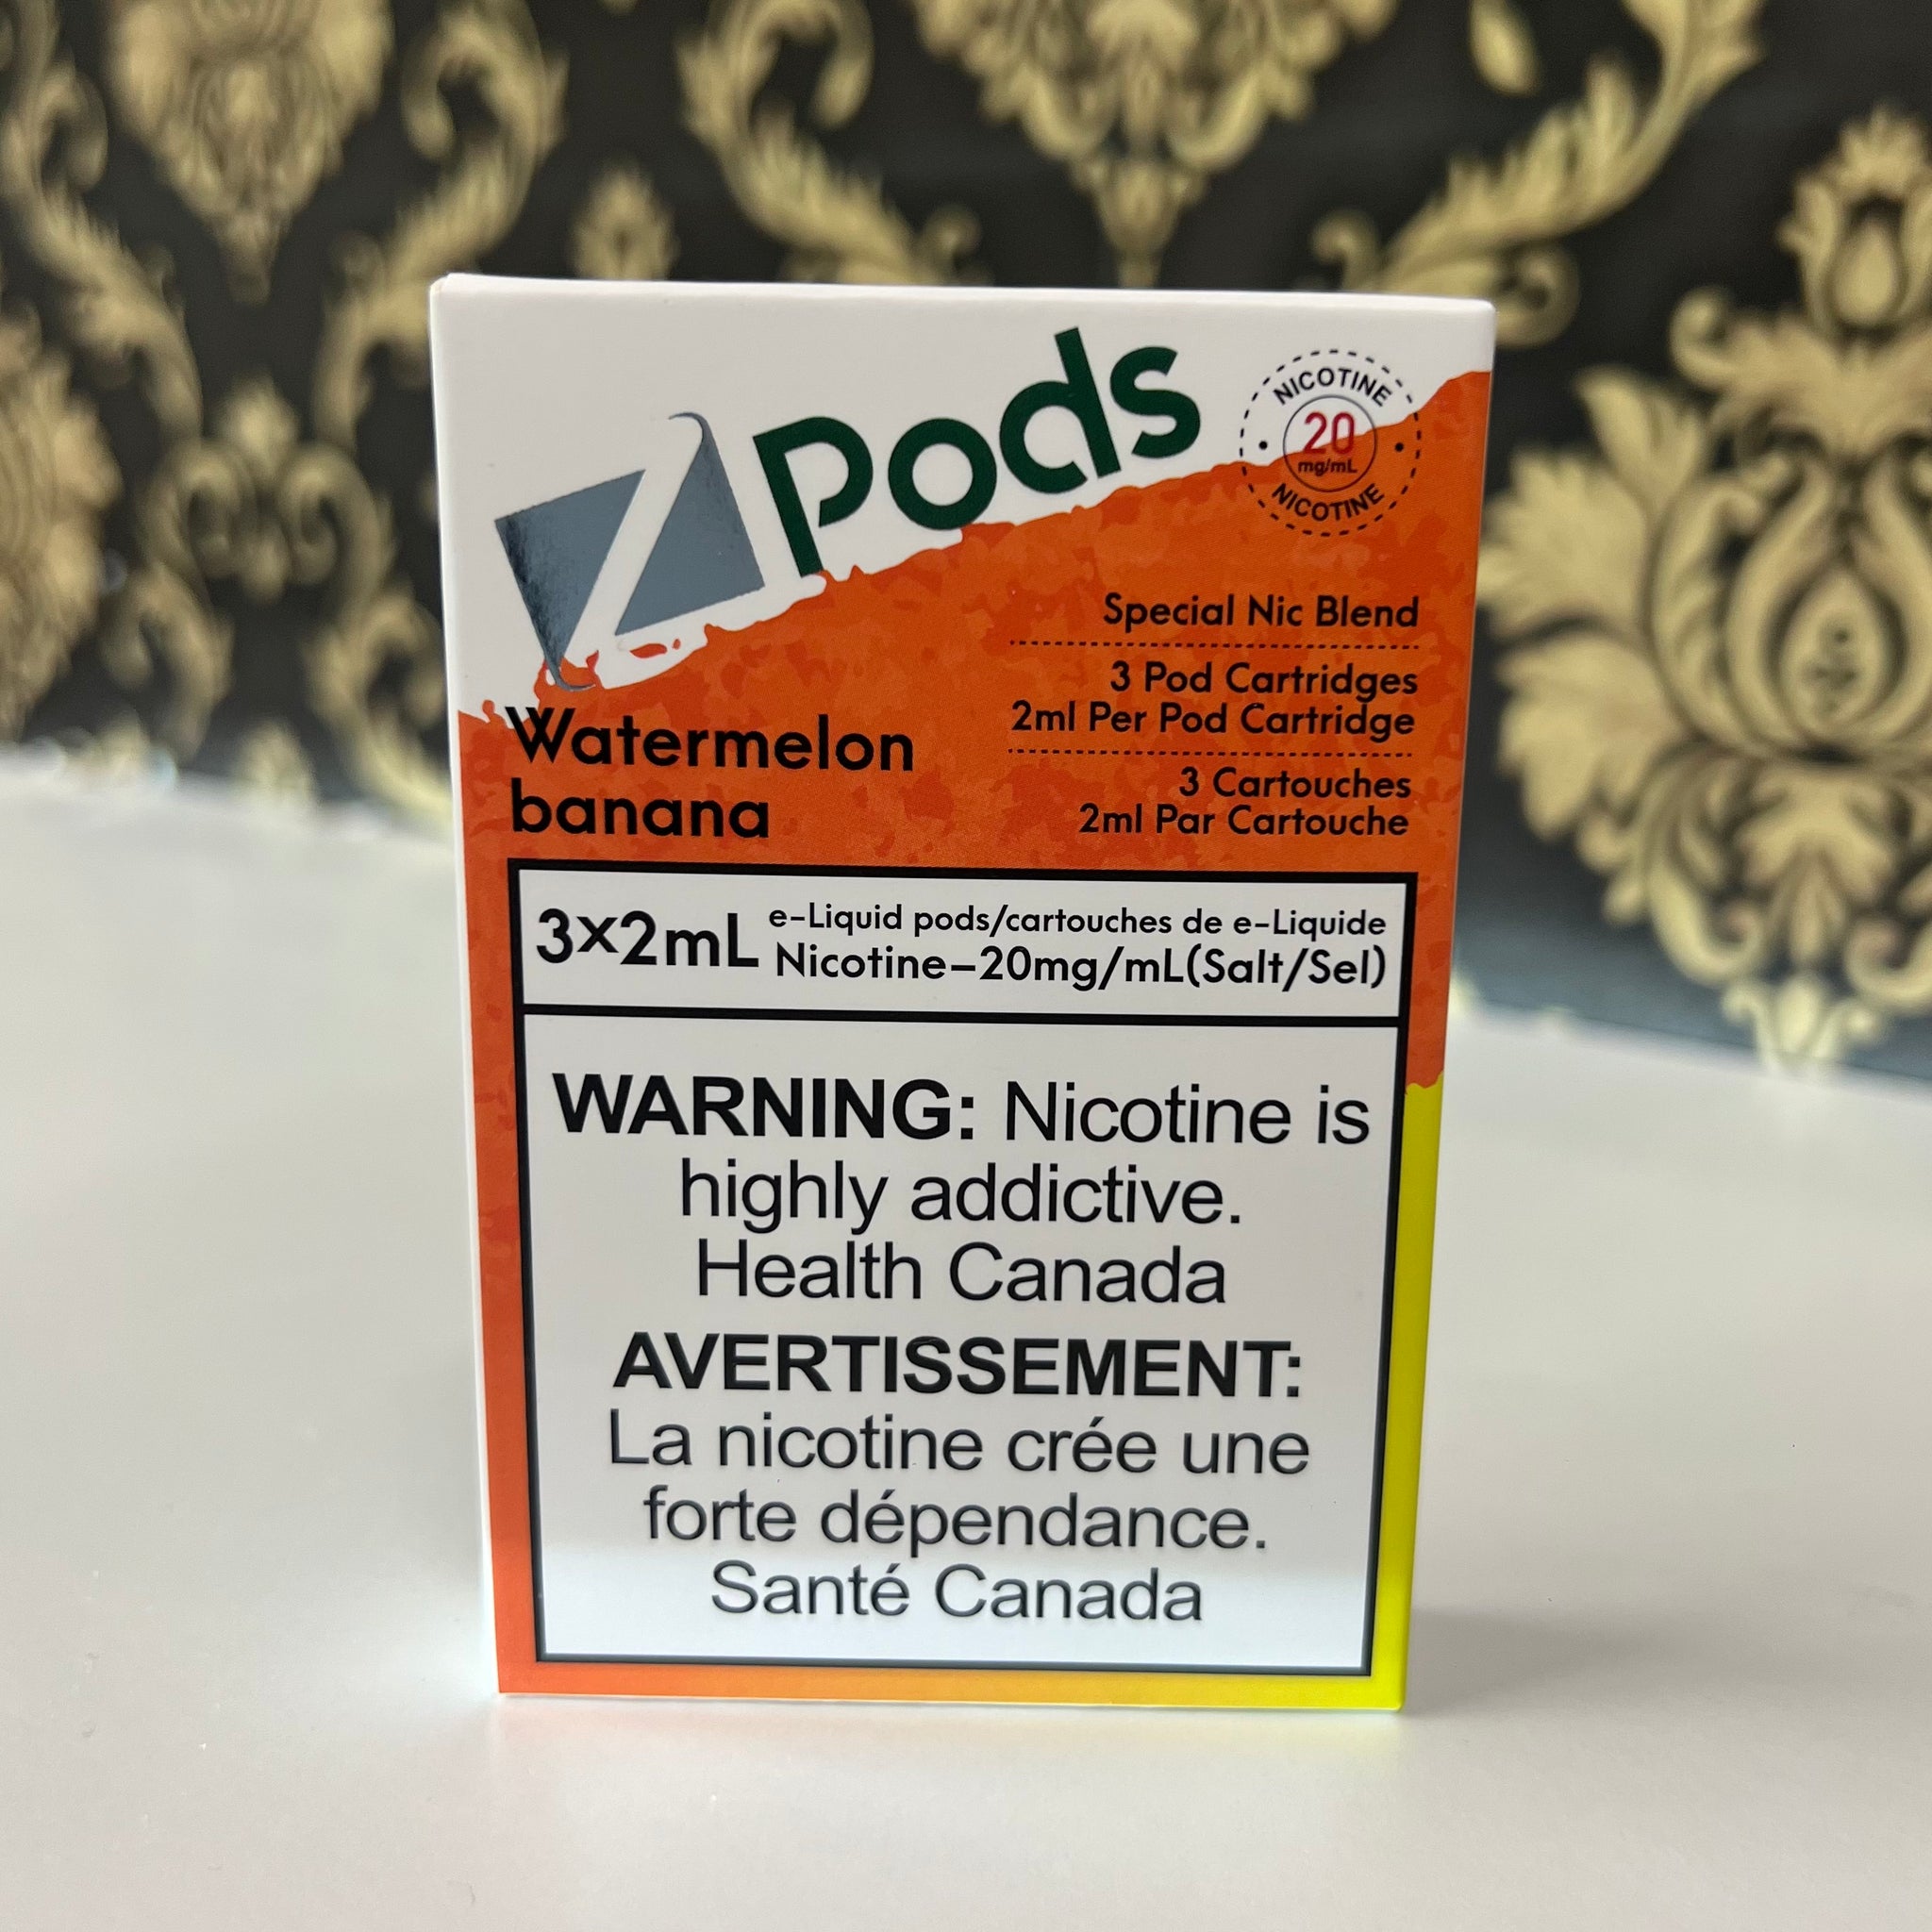 Z Pods
NICOTINE
20
mg/mL
NICOTINE
Special Nic Blend
3 Pod Cartridges
2ml Per Pod Cartridge
3 Cartouches
2ml Par Cartouche
Watermelon
banana
3x2mL
e-Liquid pods/cartouches de e-Liquide
Nicotine-20mg/mL(Salt/Sel)
WARNING: Nicotine is
highly addictive.
Health Canada
AVERTISSEMENT:
La nicotine crée une
forte dépendance.
Santé Canada